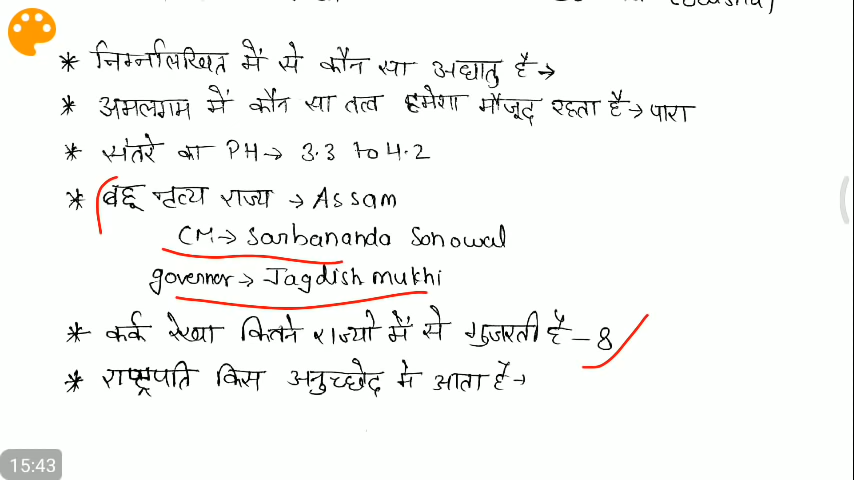 * निम्नलिखित में से कौन सा अधातु है→
* अमलगम में कौन सा तत्व हमेशा मौजूद रहता है→ पारा
* संतरे का PH→ 3.3 to 4.2
* बिहू नृत्य राज्य → Assam
CM→ Sarbananda Sonowal
governor→ Jagdish mukhi
* कर्क रेखा कितने राज्यो में से गुजरती है – 8
* राष्ट्रपति किस अनुच्छेद मे आता है→
15:43